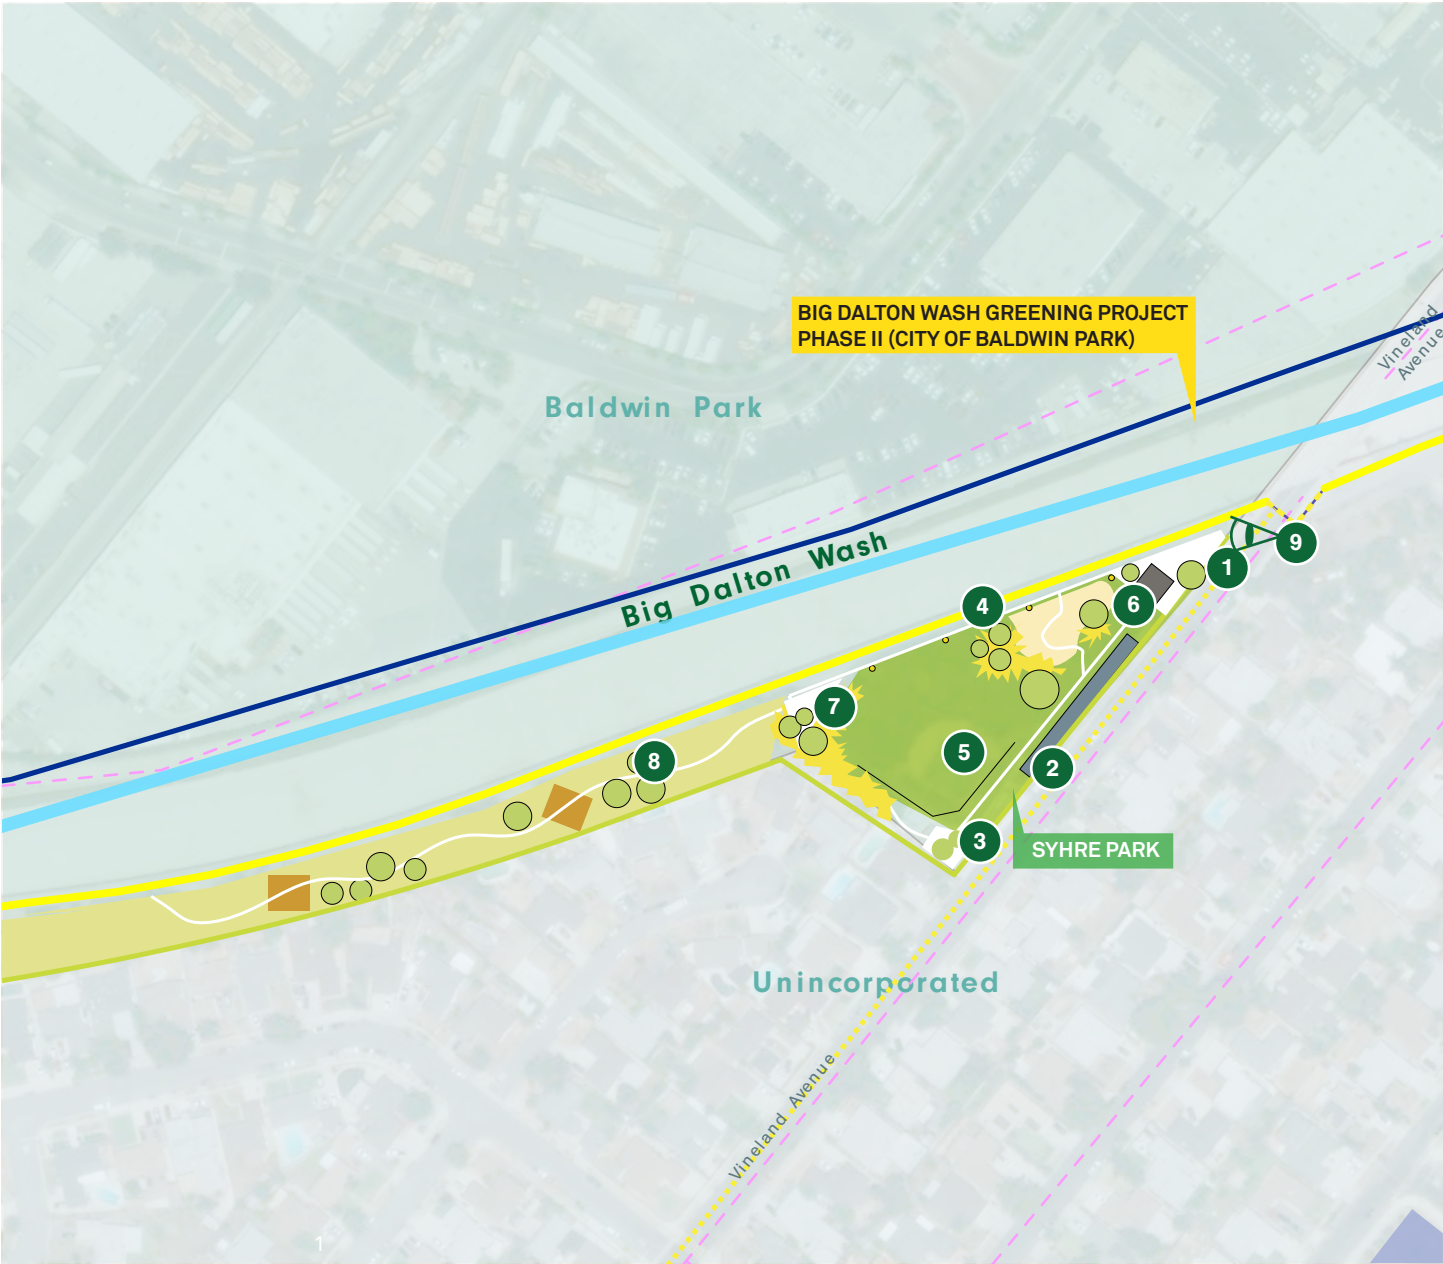 BIG DALTON WASH GREENING PROJECT
PHASE II (CITY OF BALDWIN PARK)
Vineland
Avenue
Baldwin Park
Big Dalton Wash
9
1
4
6
7
5
8
2
3
SYHRE PARK
Unincorporated
Vineland Avenue
1